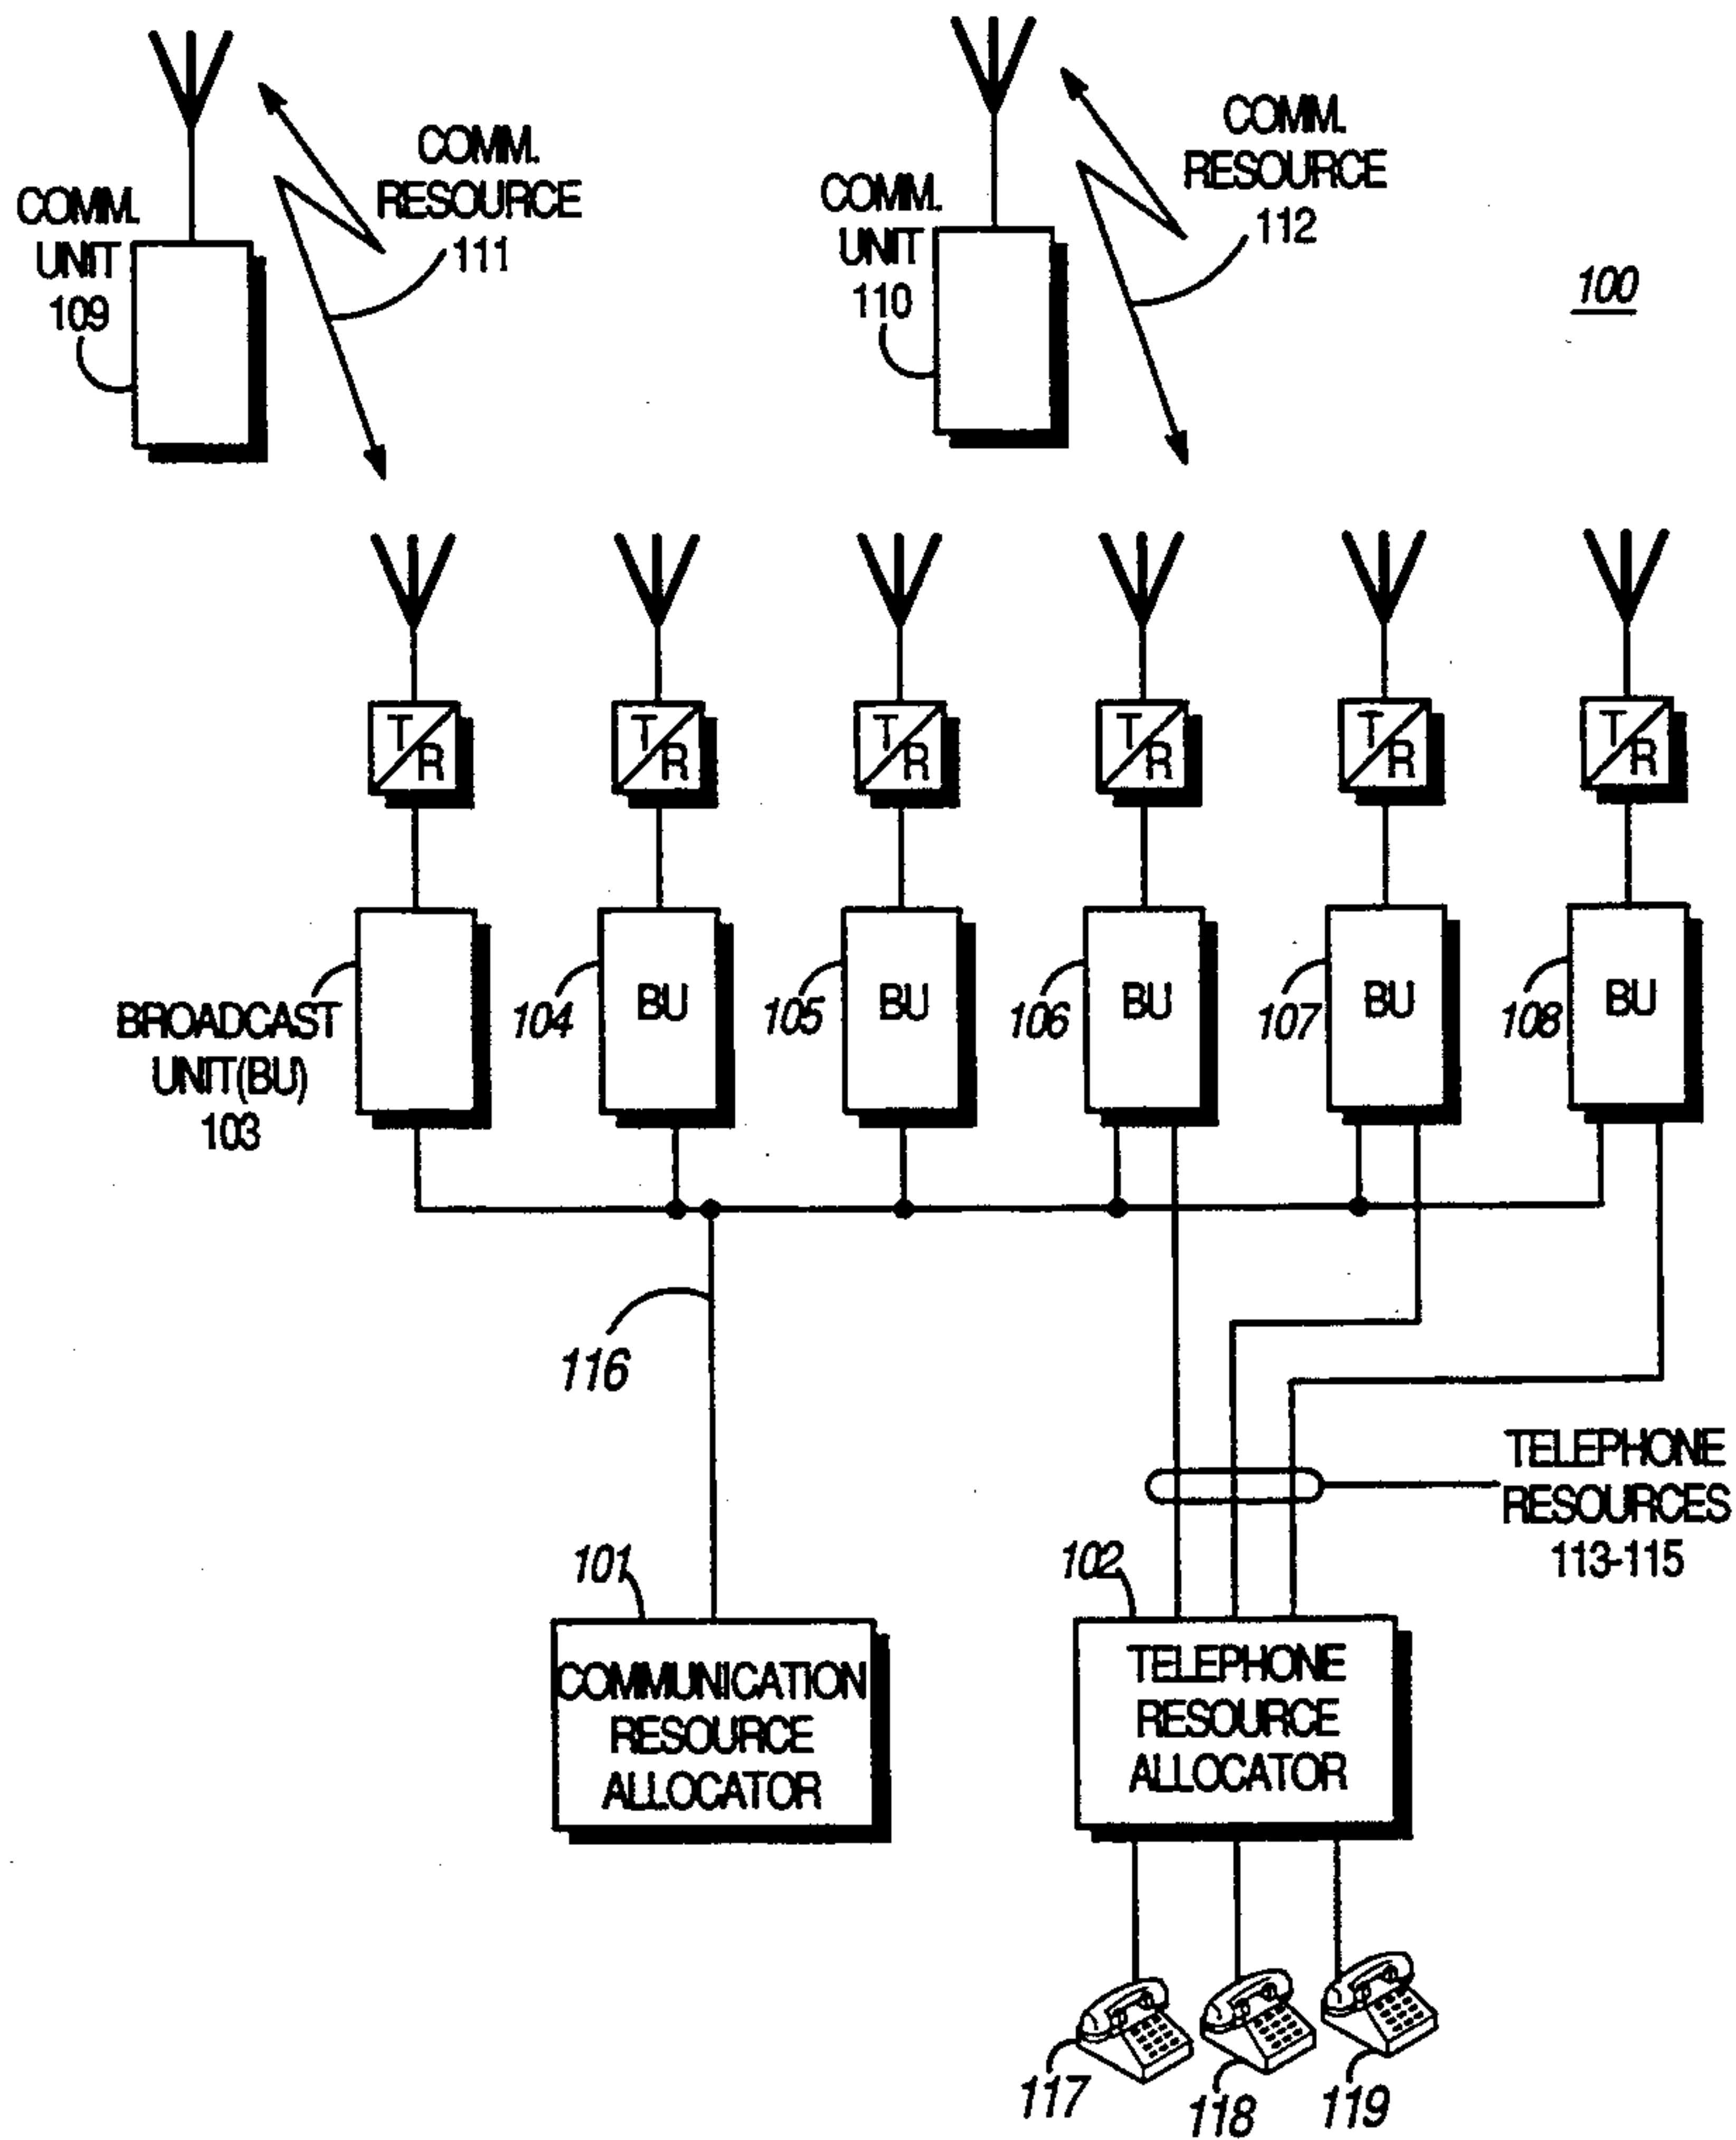 COMM.
UNIT
109
COMM.
RESOURCE
111
COMM.
UNIT
110
COMM.
RESOURCE
112
100
T/R
T/R
T/R
T/R
T/R
T/R
BROADCAST
UNIT(BU)
103
104
BU
105
BU
106
BU
107
BU
108
BU
116
TELEPHONE
RESOURCES
113-115
101
COMMUNICATION
RESOURCE
ALLOCATOR
102
TELEPHONE
RESOURCE
ALLOCATOR
117
118
119